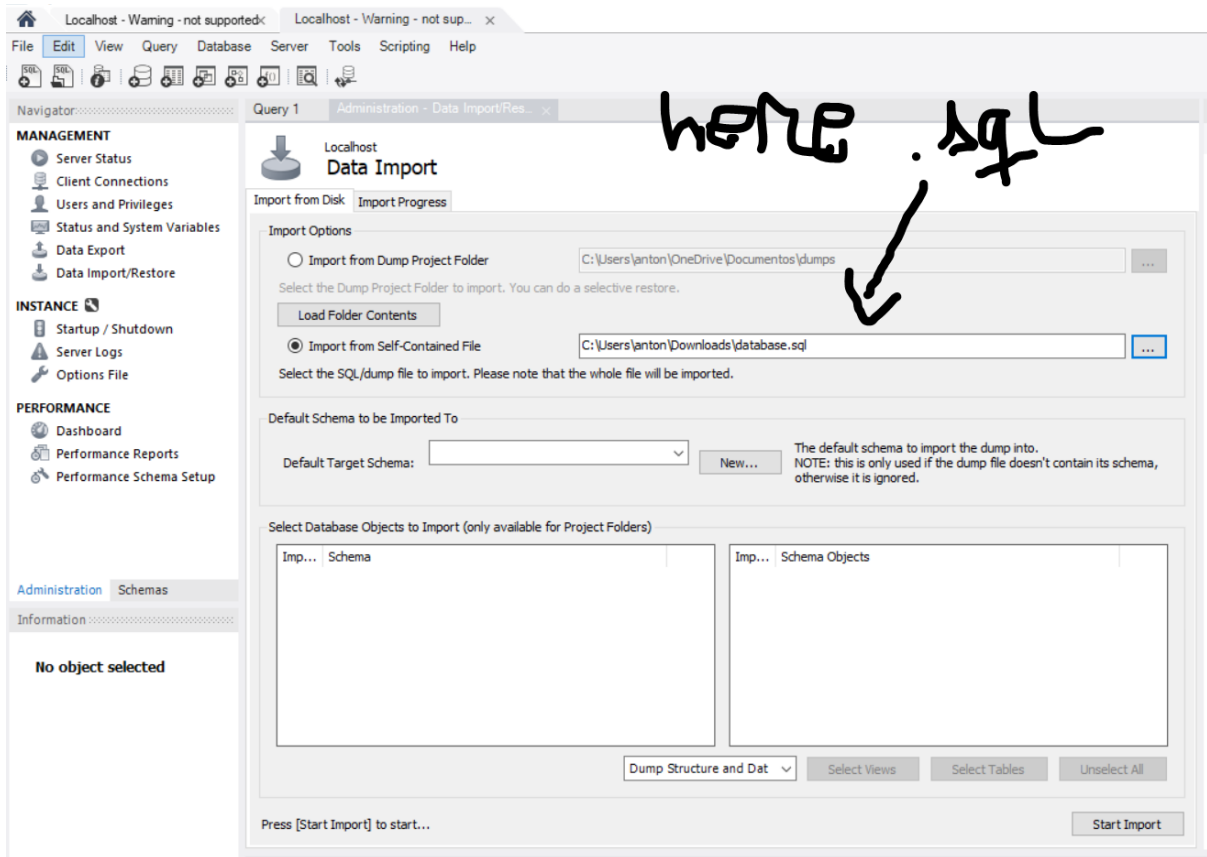 Localhost - Warning - not supported× Localhost - Warning - not sup... ×
File Edit View Query Database Server Tools Scripting Help
Navigator
MANAGEMENT
Server Status
Client Connections
Users and Privileges
Status and System Variables
Data Export
Data Import/Restore
INSTANCE
Startup / Shutdown
Server Logs
Options File
PERFORMANCE
Dashboard
Performance Reports
Performance Schema Setup
Administration Schemas
Information
No object selected
Query 1 Administration - Data Import/Res... ×
here .sql
Localhost
Data Import
Import from Disk Import Progress
Import Options
Import from Dump Project Folder C:\Users\anton\OneDrive\Documentos\dumps ...
Select the Dump Project Folder to import. You can do a selective restore.
Load Folder Contents
Import from Self-Contained File C:\Users\anton\Downloads\database.sql ...
Select the SQL/dump file to import. Please note that the whole file will be imported.
Default Schema to be Imported To
Default Target Schema: New...
The default schema to import the dump into.
NOTE: this is only used if the dump file doesn't contain its schema,
otherwise it is ignored.
Select Database Objects to Import (only available for Project Folders)
Imp... Schema Imp... Schema Objects
Dump Structure and Dat Select Views Select Tables Unselect All
Press [Start Import] to start... Start Import